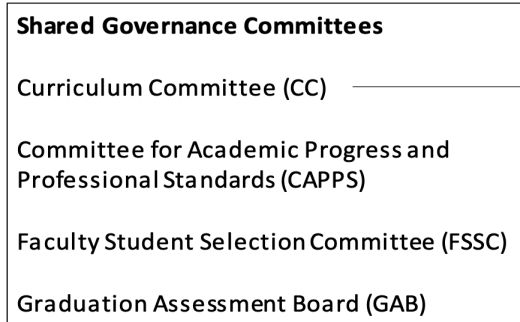 Shared Governance Committees
Curriculum Committee (CC)
Committee for Academic Progress and
Professional Standards (CAPPS)
Faculty Student Selection Committee (FSSC)
Graduation Assessment Board (GAB)